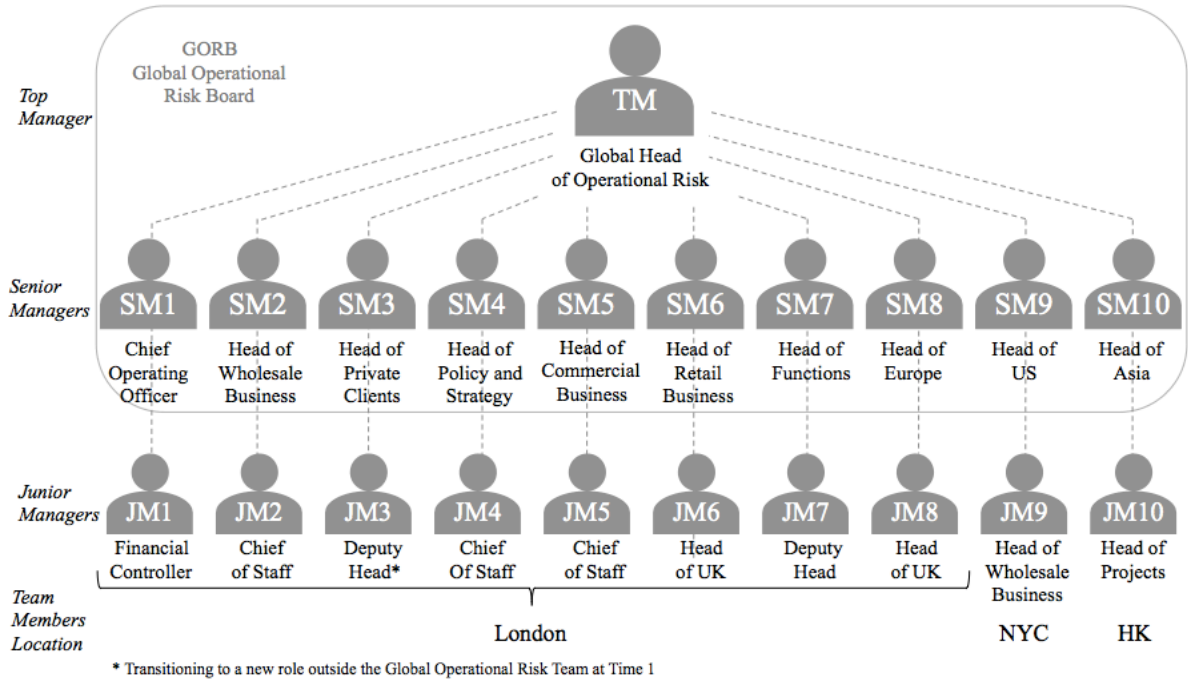 GORB
Global Operational
Risk Board
Top
Manager
TM
Global Head
of Operational Risk
Senior
Managers
SM1 SM2 SM3 SM4 SM5 SM6 SM7 SM8 SM9 SM10
Chief
Operating
Officer
Head of
Wholesale
Business
Head of
Private
Clients
Head of
Policy and
Strategy
Head of
Commercial
Business
Head of
Retail
Business
Head of
Functions
Head of
Europe
Head of
US
Head of
Asia
Junior
Managers
JM1 JM2 JM3 JM4 JM5 JM6 JM7 JM8 JM9 JM10
Financial
Controller
Chief
of Staff
Deputy
Head*
Chief
Of Staff
Chief
of Staff
Head
of UK
Deputy
Head
Head
of UK
Head of
Wholesale
Business
Head of
Projects
Team
Members
Location
London
NYC
HK
* Transitioning to a new role outside the Global Operational Risk Team at Time 1